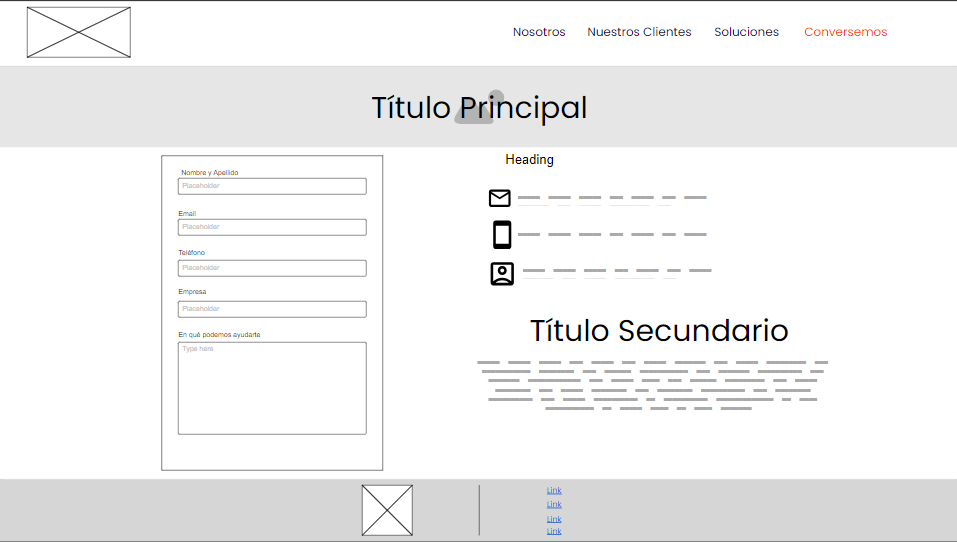 Nosotros Nuestros Clientes Soluciones Conversemos
Título Principal
Nombre y Apellido
Placeholder
Email
Placeholder
Teléfono
Placeholder
Empresa
Placeholder
En qué podemos ayudarte
Type here
Heading
Título Secundario
Link
Link
Link
Link